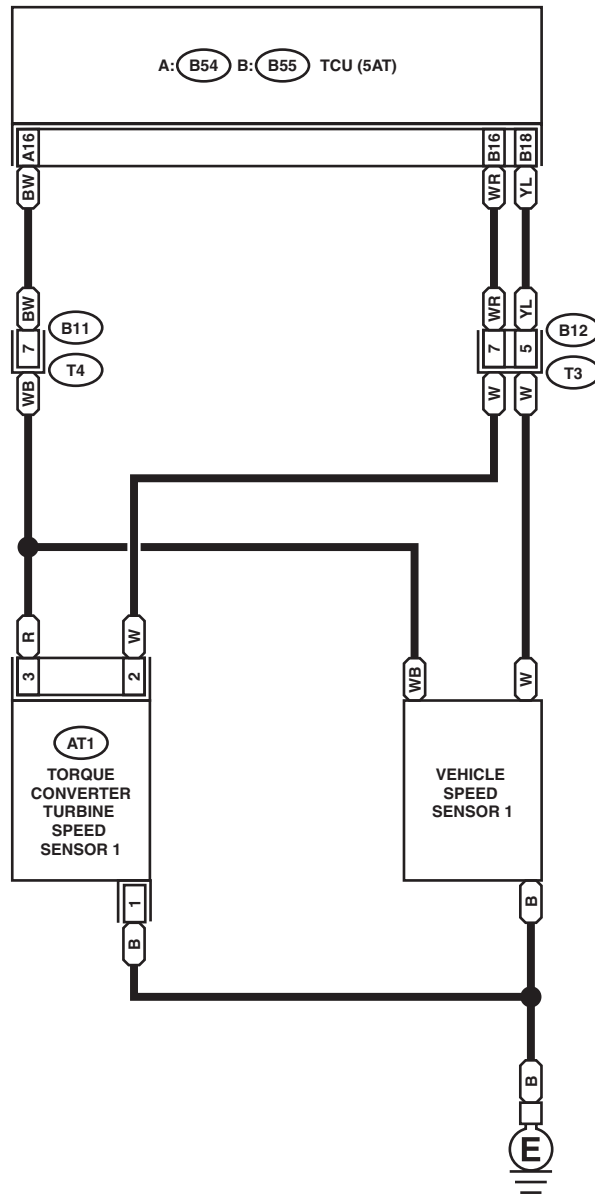 A: B54 B: B55 TCU (5AT)
A16 B16 B18
BW WR YL
BW WR YL
B11 B12
7 7 5
T4 T3
WB W W
R W
3 2
WB W
AT1
TORQUE
CONVERTER
TURBINE
SPEED
SENSOR 1
VEHICLE
SPEED
SENSOR 1
1
B B
B
E